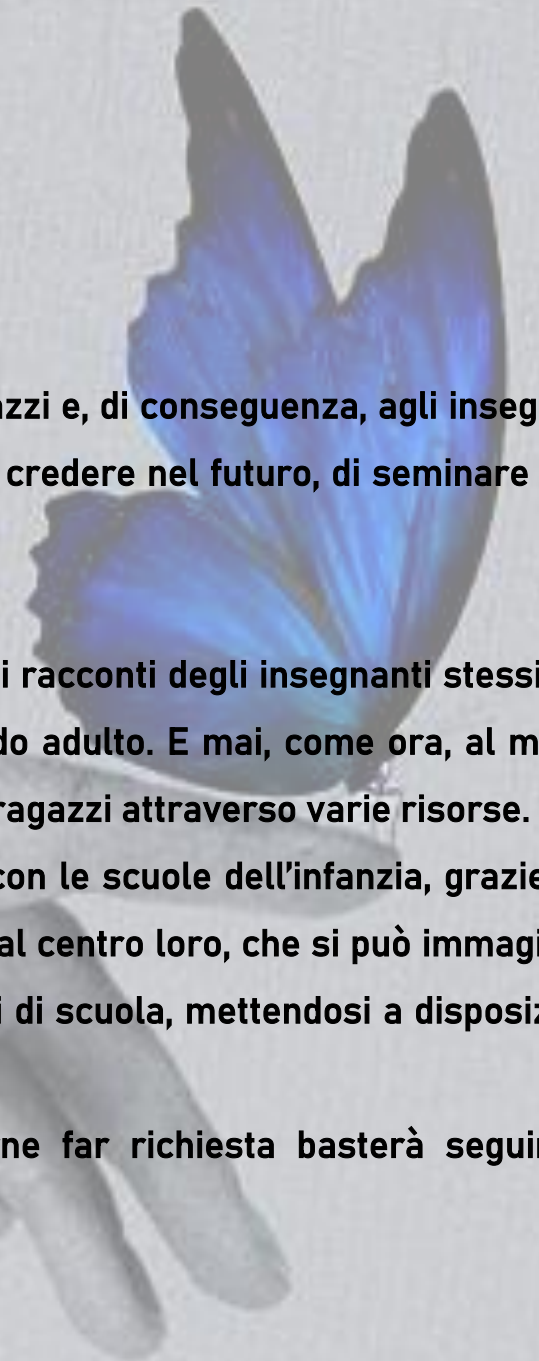 azzi e, di conseguenza, agli inseg
credere nel futuro, di seminare
i racconti degli insegnanti stessi
do adulto. E mai, come ora, al m
ragazzi attraverso varie risorse.
con le scuole dell’infanzia, grazie
al centro loro, che si può immagi
i di scuola, mettendosi a disposiz
ne far richiesta basterà seguir